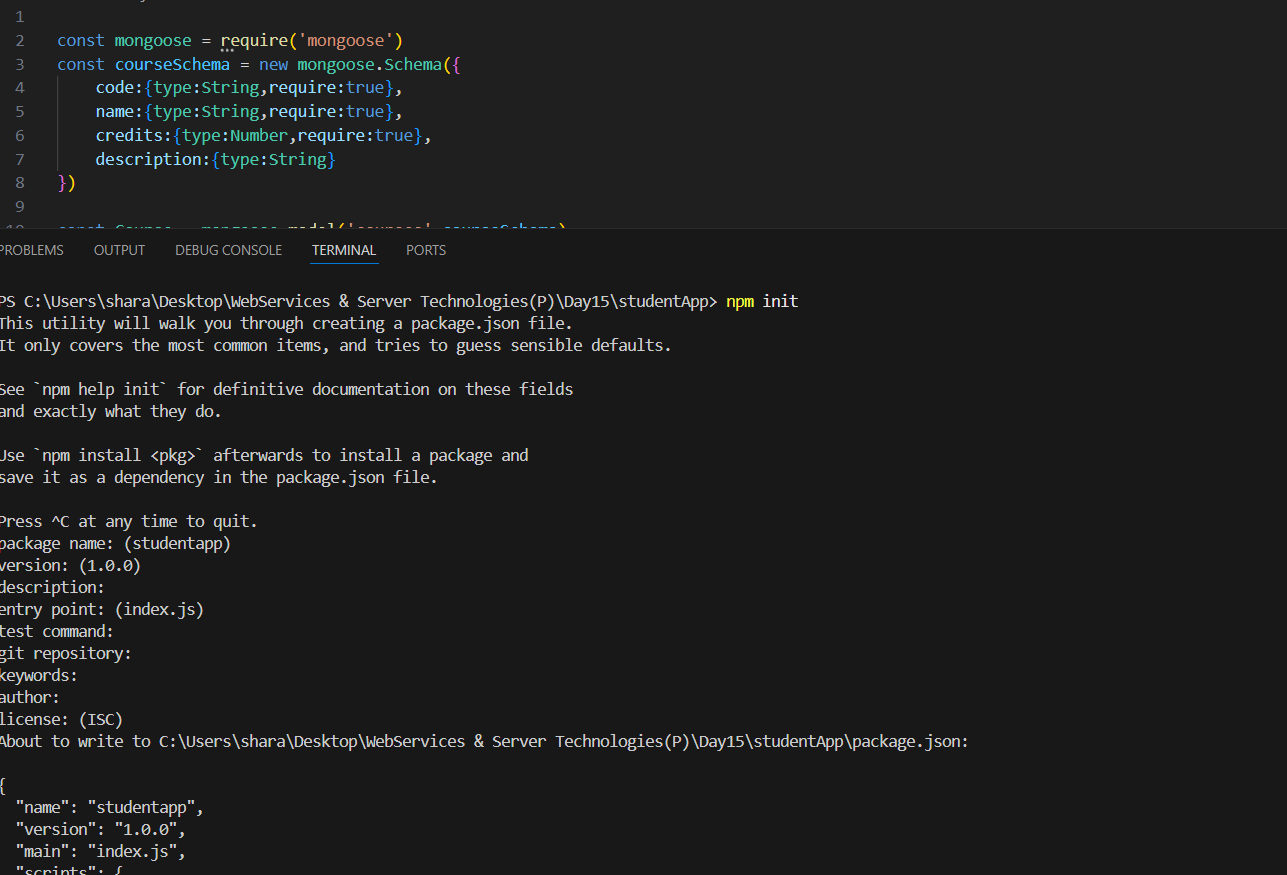 1
2 const mongoose = require('mongoose')
3 const courseSchema = new mongoose.Schema({
4 code:{type:String,require:true},
5 name:{type:String,require:true},
6 credits:{type:Number,require:true},
7 description:{type:String}
8 })
9
10 const Course = mongoose.model('courses',courseSchema)
PROBLEMS OUTPUT DEBUG CONSOLE TERMINAL PORTS
PS C:\Users\shara\Desktop\WebServices & Server Technologies(P)\Day15\studentApp> npm init
This utility will walk you through creating a package.json file.
It only covers the most common items, and tries to guess sensible defaults.
See `npm help init` for definitive documentation on these fields
and exactly what they do.
Use `npm install <pkg>` afterwards to install a package and
save it as a dependency in the package.json file.
Press ^C at any time to quit.
package name: (studentapp)
version: (1.0.0)
description:
entry point: (index.js)
test command:
git repository:
keywords:
author:
license: (ISC)
About to write to C:\Users\shara\Desktop\WebServices & Server Technologies(P)\Day15\studentApp\package.json:
{
"name": "studentapp",
"version": "1.0.0",
"main": "index.js",
"scripts": {